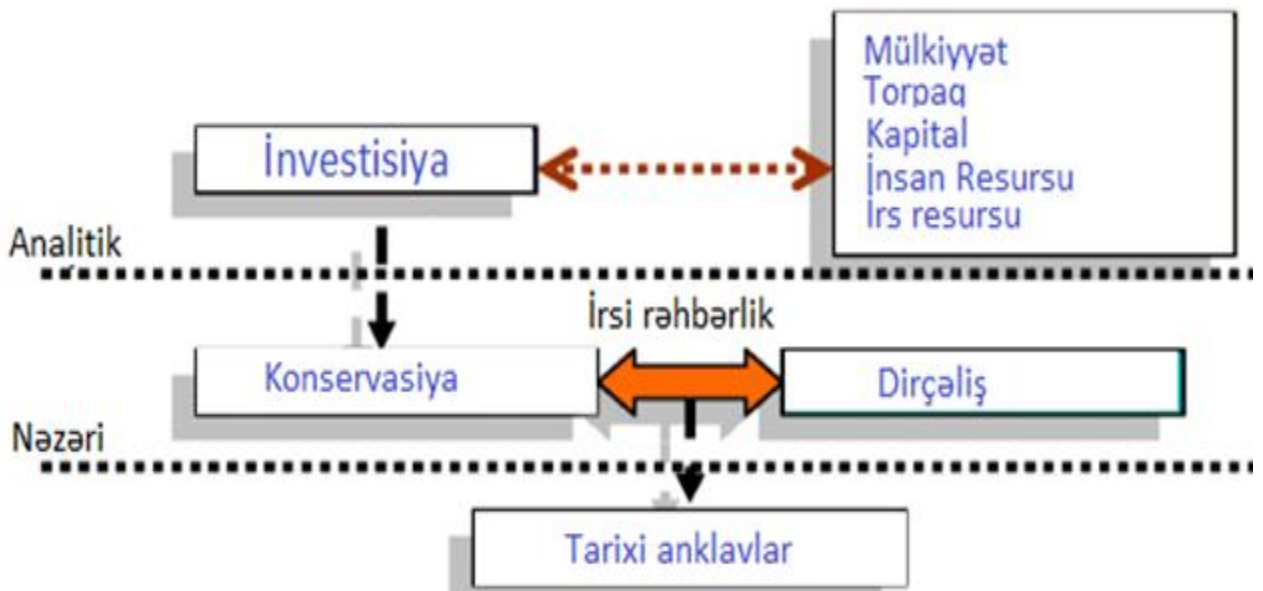 Mülkiyyət
Torpaq
Kapital
İnsan Resursu
İrs resursu
İnvestisiya
Analitik
İrsi rəhbərlik
Konservasiya
Dirçəliş
Nəzəri
Tarixi anklavlar